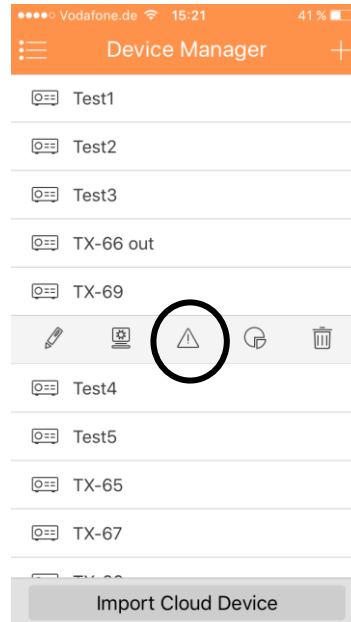 Vodafone.de 15:21 41 %
Device Manager
Test1
Test2
Test3
TX-66 out
TX-69
Test4
Test5
TX-65
TX-67
Import Cloud Device